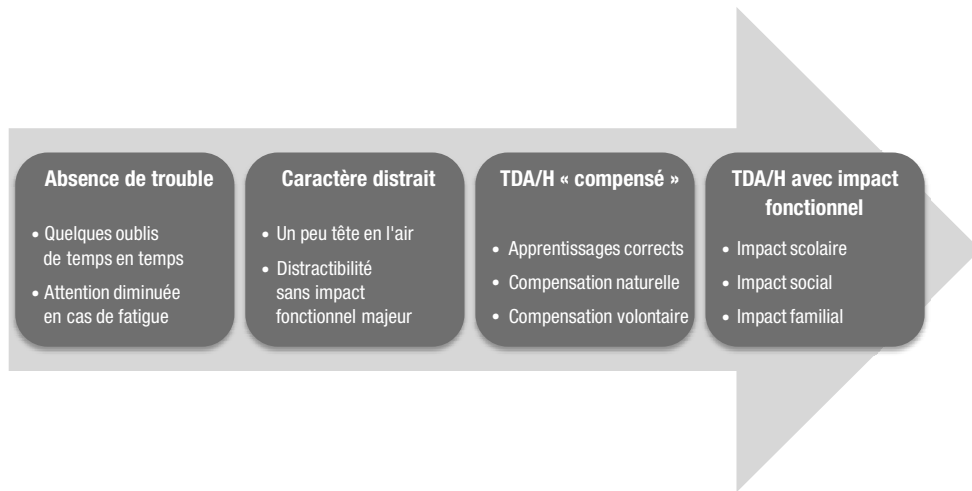 Absence de trouble
• Quelques oublis
de temps en temps
• Attention diminuée
en cas de fatigue
Caractère distrait
• Un peu tête en l'air
• Distractibilité
sans impact
fonctionnel majeur
TDA/H « compensé »
• Apprentissages corrects
• Compensation naturelle
• Compensation volontaire
TDA/H avec impact
fonctionnel
• Impact scolaire
• Impact social
• Impact familial